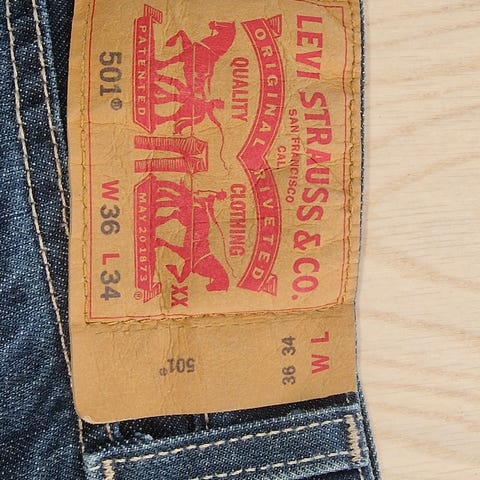 LEVI STRAUSS & CO.
SAN FRANCISCO
CAL
ORIGINAL RIVETED
QUALITY CLOTHING
XX
PATENTED MAY 20 1873 ®
501® W 36 L 34
501®
W 36
L 34